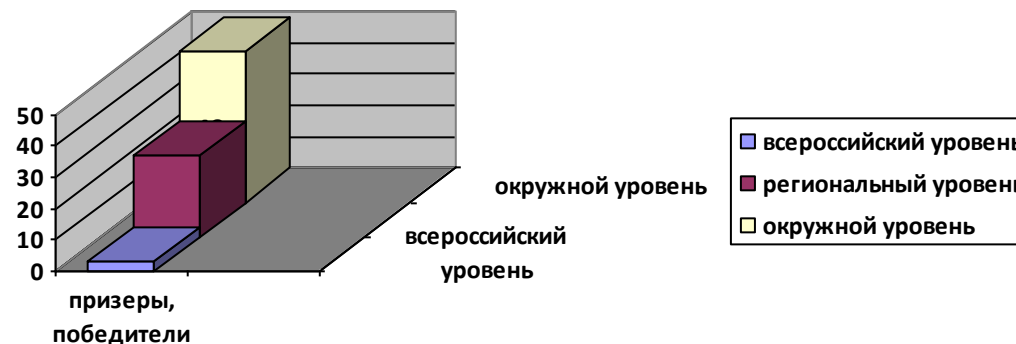 50
40
30
20
10
0
призеры,
победители
всероссийский
уровень
окружной уровень
всероссийский уровень
региональный уровень
окружной уровень